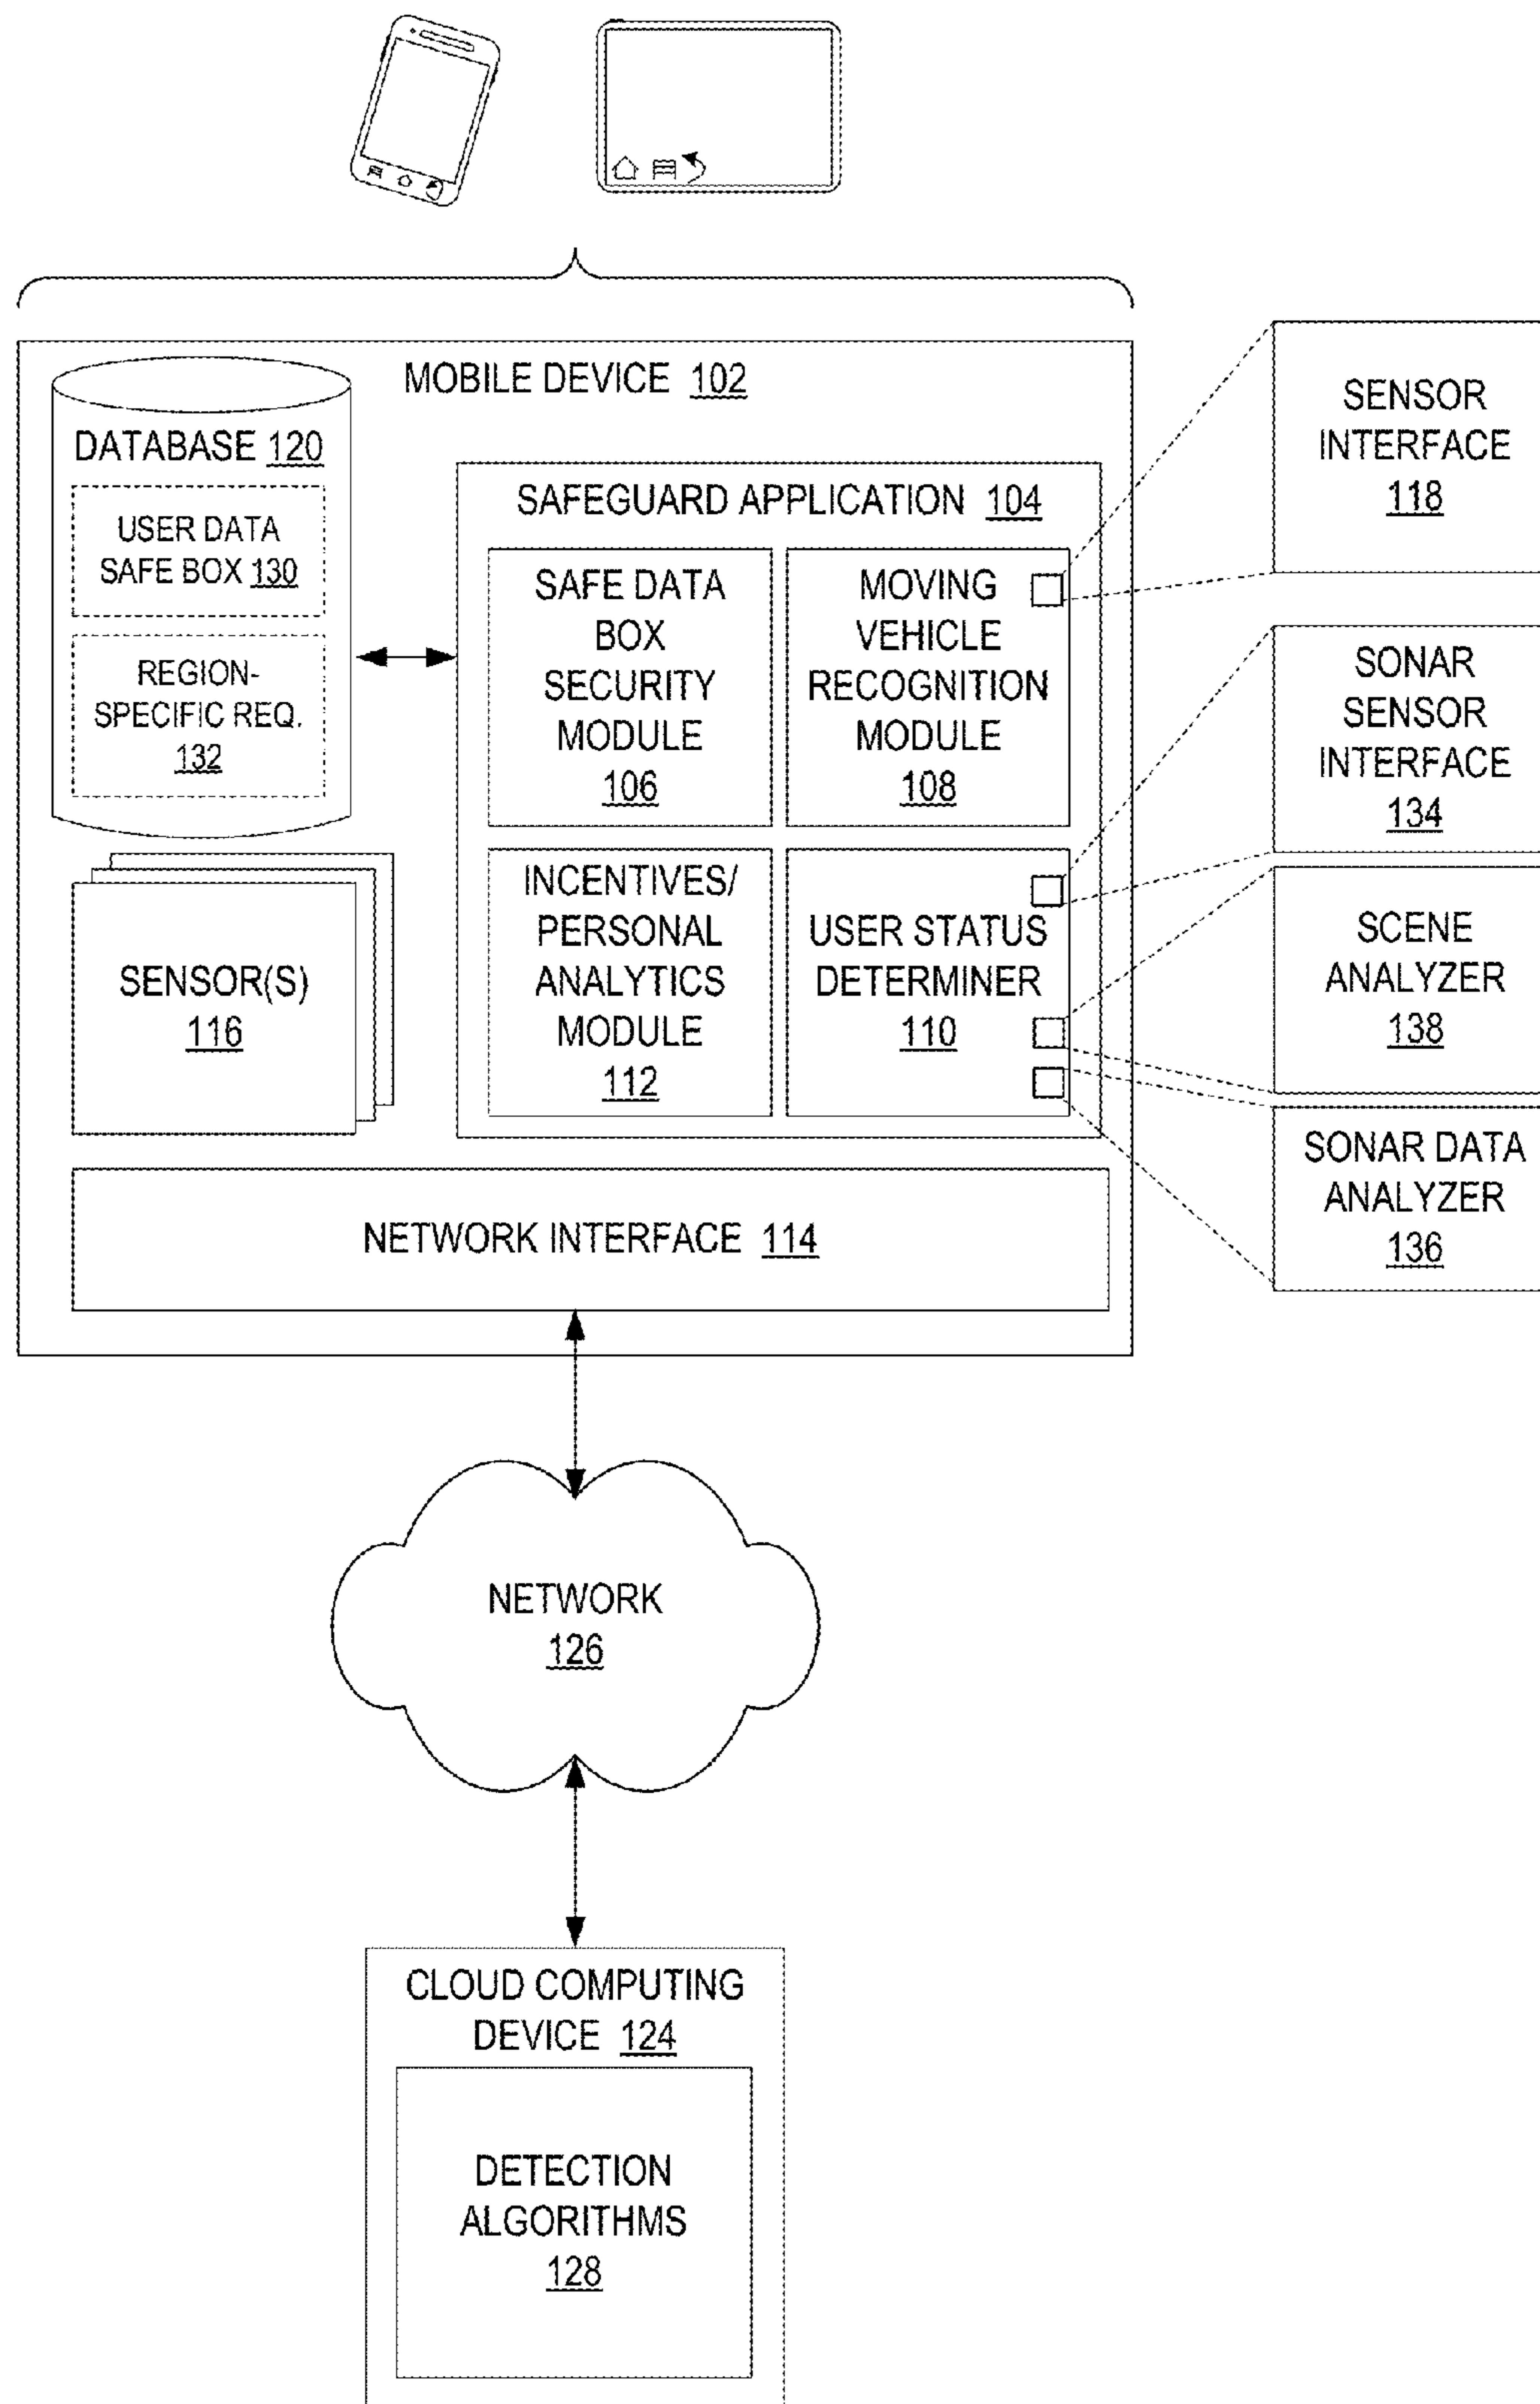 MOBILE DEVICE 102
DATABASE 120
USER DATA
SAFE BOX 130
REGION-
SPECIFIC REQ.
132
SENSOR(S)
116
SAFEGUARD APPLICATION 104
SAFE DATA
BOX
SECURITY
MODULE
106
MOVING
VEHICLE
RECOGNITION
MODULE
108
INCENTIVES/
PERSONAL
ANALYTICS
MODULE
112
USER STATUS
DETERMINER
110
NETWORK INTERFACE 114
SENSOR
INTERFACE
118
SONAR
SENSOR
INTERFACE
134
SCENE
ANALYZER
138
SONAR DATA
ANALYZER
136
NETWORK
126
CLOUD COMPUTING
DEVICE 124
DETECTION
ALGORITHMS
128